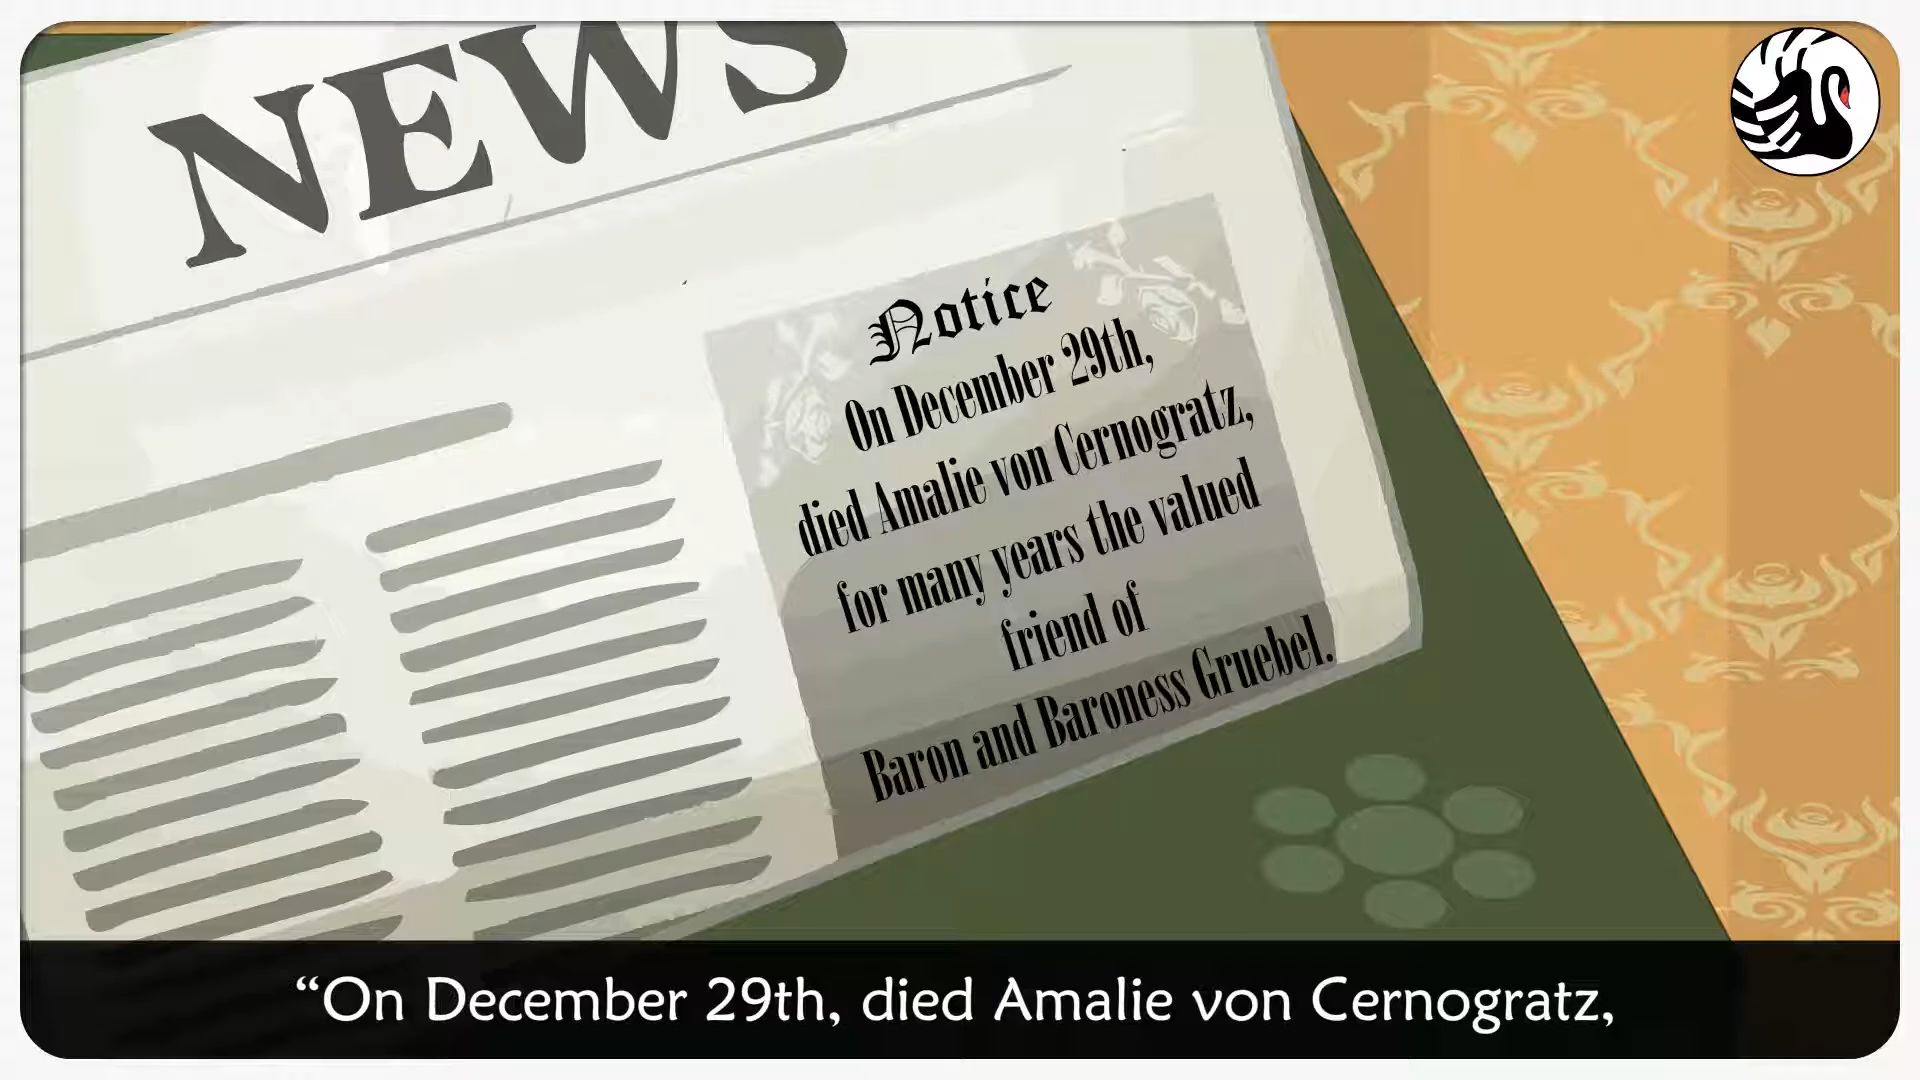 NEWS
Notice
On December 29th,
died Amalie von Cernogratz,
for many years the valued
friend of
Baron and Baroness Gruebel.
“On December 29th, died Amalie von Cernogratz,